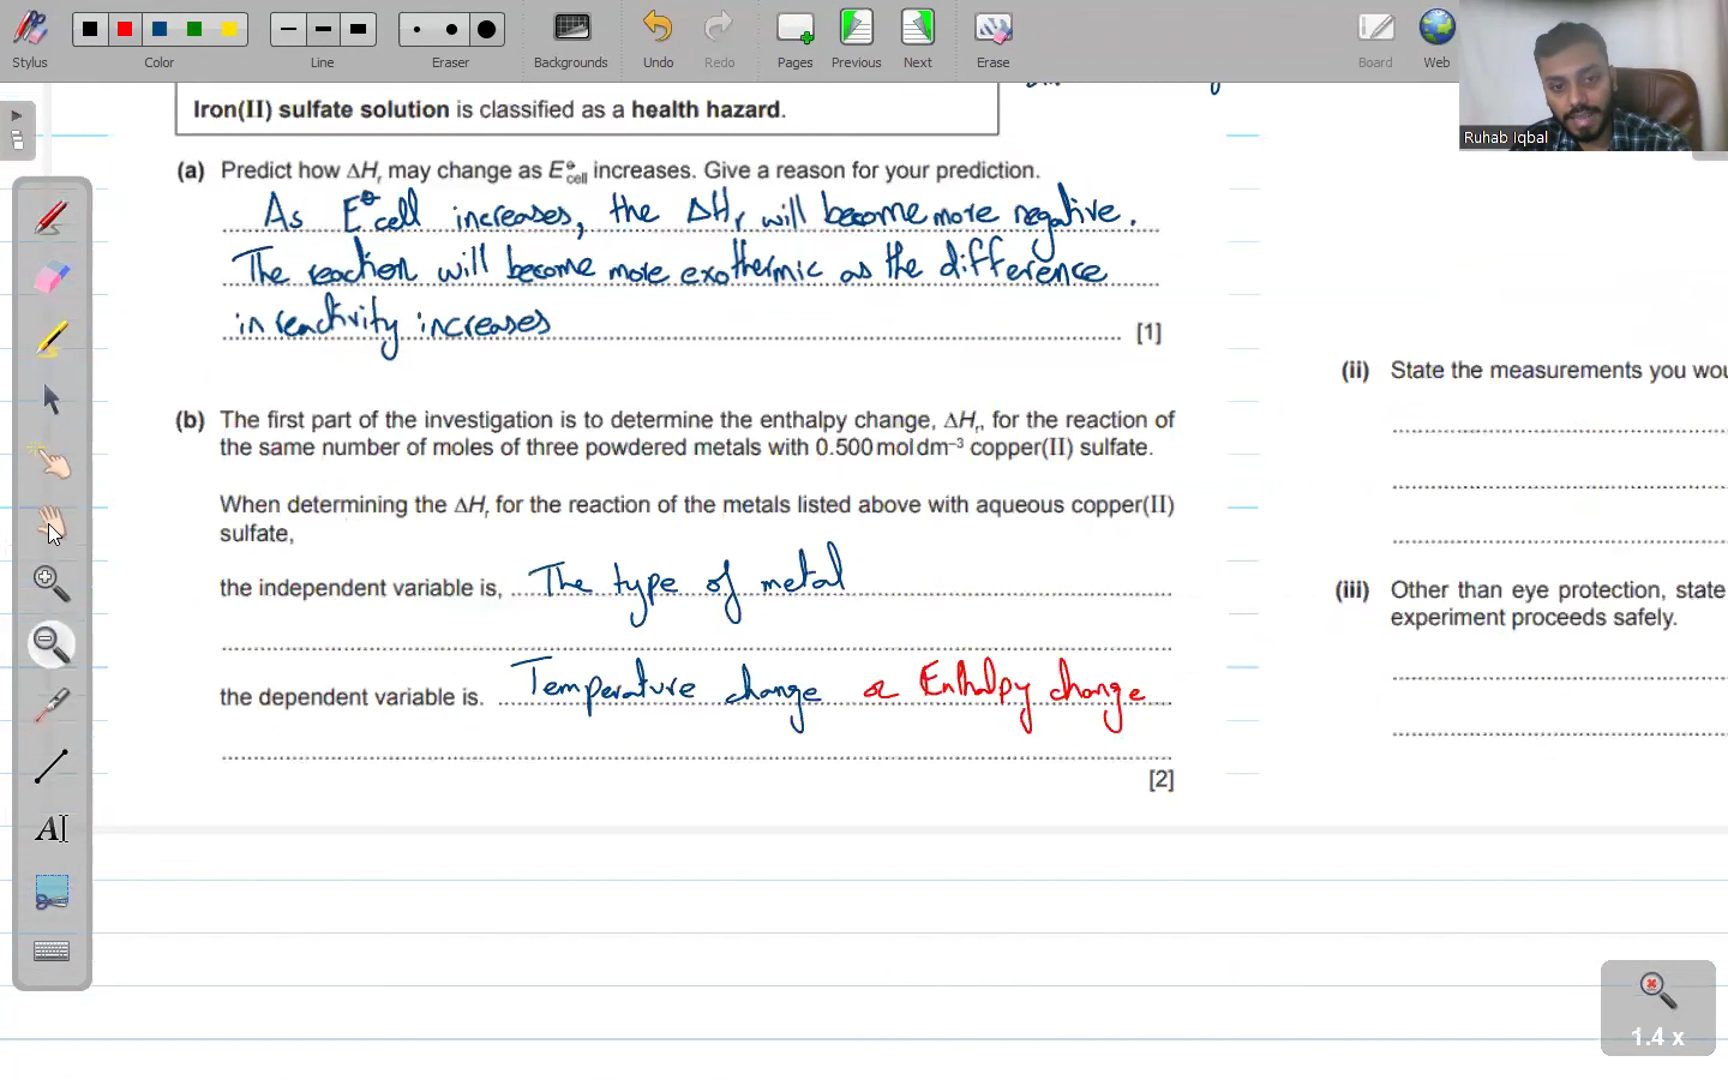 Stylus
Color
Line
Eraser
Backgrounds
Undo
Redo
Pages
Previous
Next
Erase
Board
Web
Ruhab Iqbal
Iron(II) sulfate solution is classified as a health hazard.
(a) Predict how ΔHr may change as E⦵cell increases. Give a reason for your prediction.
As E⦵cell increases, the ΔHr will become more negative.
The reaction will become more exothermic as the difference
in reactivity increases
[1]
(b) The first part of the investigation is to determine the enthalpy change, ΔHr, for the reaction of
the same number of moles of three powdered metals with 0.500 mol dm⁻³ copper(II) sulfate.
When determining the ΔHr for the reaction of the metals listed above with aqueous copper(II)
sulfate,
the independent variable is, The type of metal
the dependent variable is. Temperature change or Enthalpy change
[2]
(ii) State the measurements you wou
(iii) Other than eye protection, state
experiment proceeds safely.
AI
1.4 x